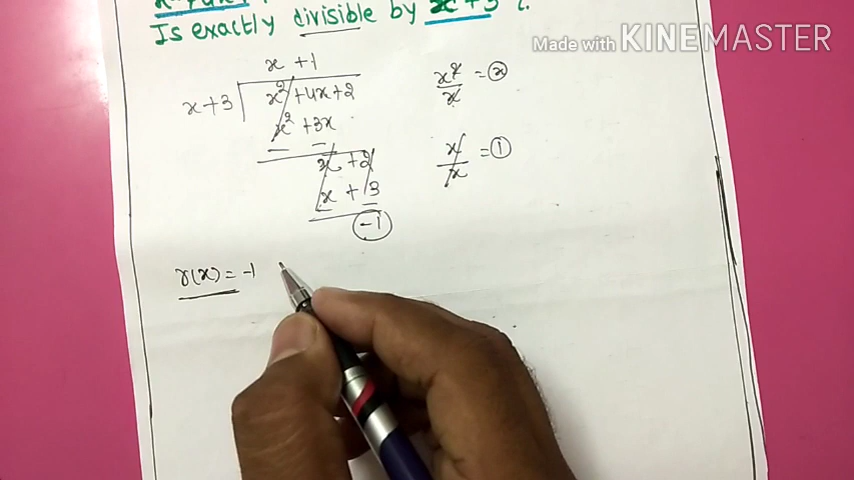 Is exactly divisible by x+3 ?
Made with KINEMASTER
x +1
x+3 x² +4x+2 x²/x = x
x² +3x
− −
x +2 x/x = 1
x + 3
− −
-1
r(x) = -1